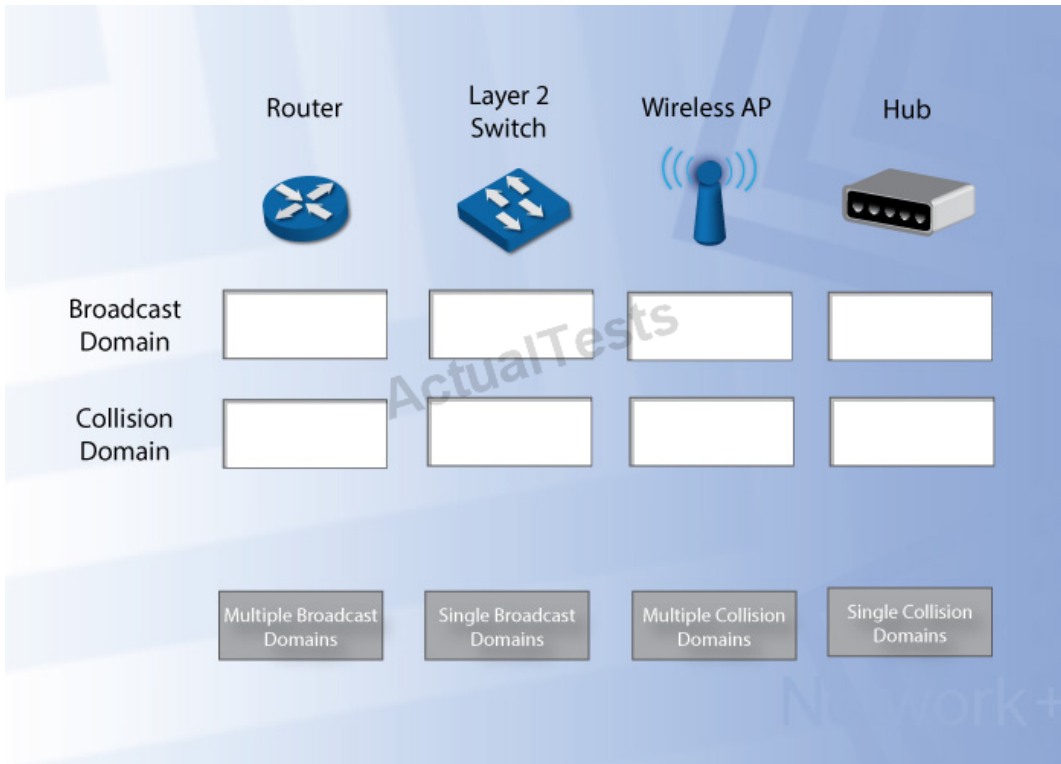 Router
Layer 2
Switch
Wireless AP
Hub
Broadcast
Domain
ActualTests
Collision
Domain
Multiple Broadcast
Domains
Single Broadcast
Domains
Multiple Collision
Domains
Single Collision
Domains
Network+